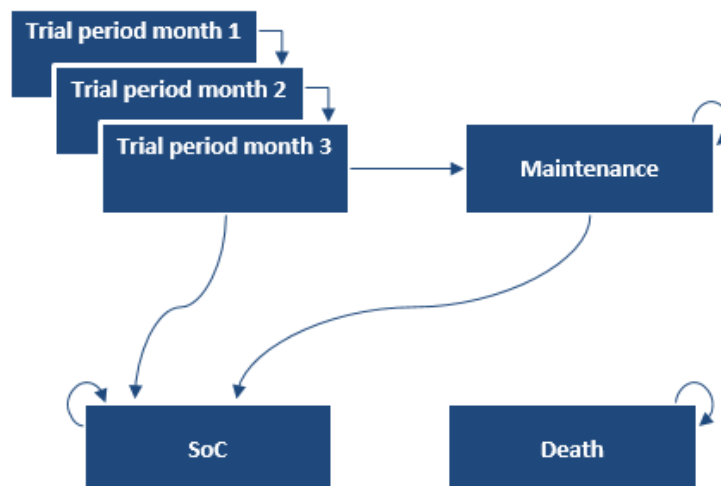 Trial period month 1
Trial period month 2
Trial period month 3
Maintenance
SoC
Death